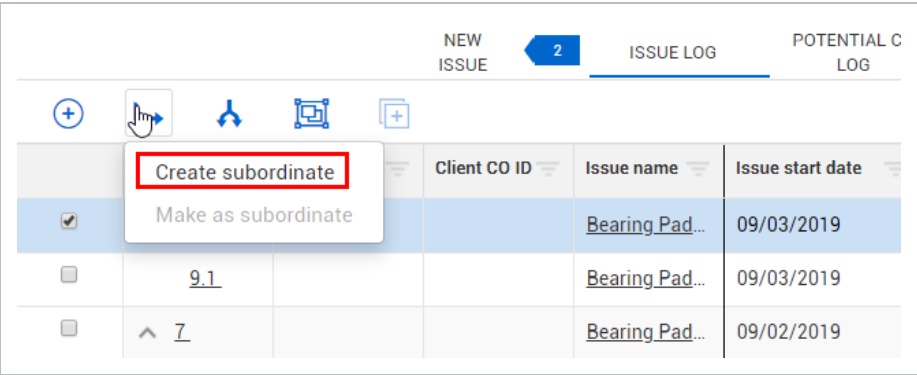 NEW
ISSUE
2
ISSUE LOG
POTENTIAL C
LOG
Create subordinate
Make as subordinate
Client CO ID
Issue name
Issue start date
Bearing Pad...
09/03/2019
9.1
Bearing Pad...
09/03/2019
7
Bearing Pad...
09/02/2019